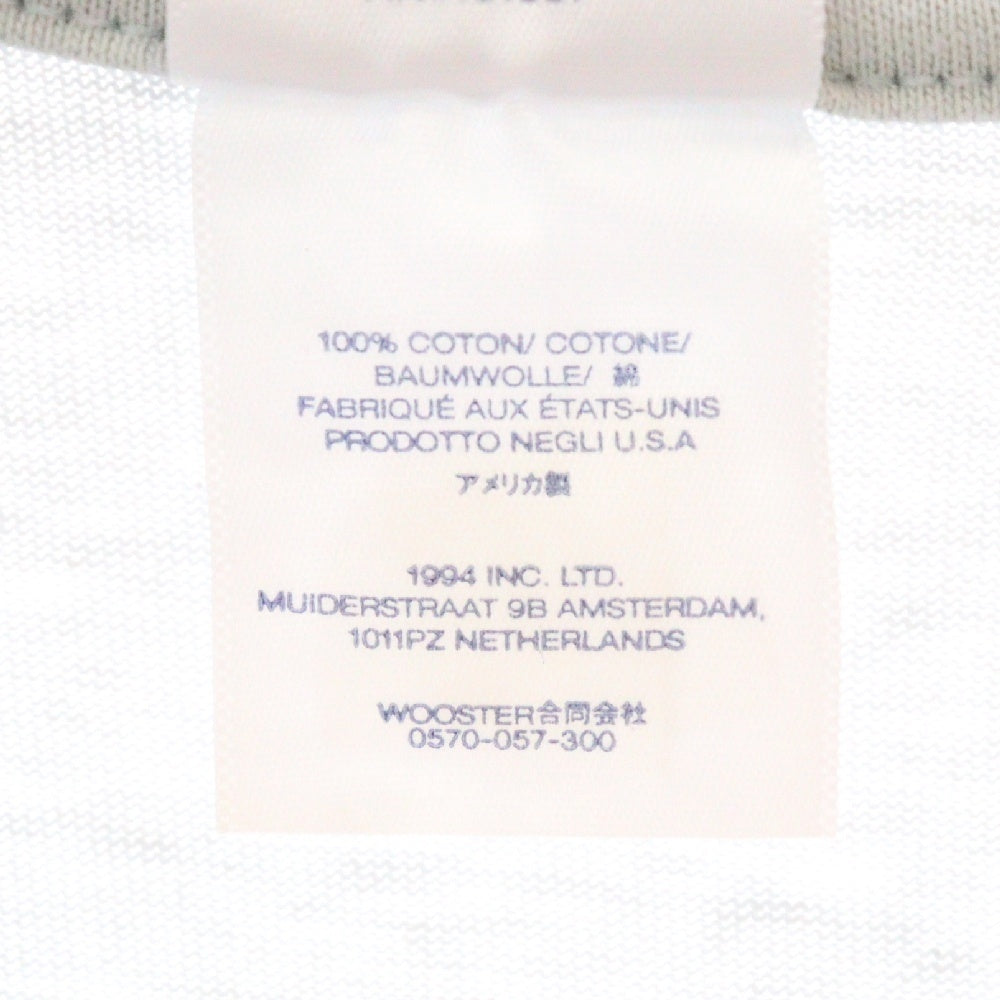 100% COTON/ COTONE/
BAUMWOLLE/ 綿
FABRIQUÉ AUX ÉTATS-UNIS
PRODOTTO NEGLI U.S.A
アメリカ製
1994 INC. LTD.
MUIDERSTRAAT 9B AMSTERDAM,
1011PZ NETHERLANDS
WOOSTER合同会社
0570-057-300